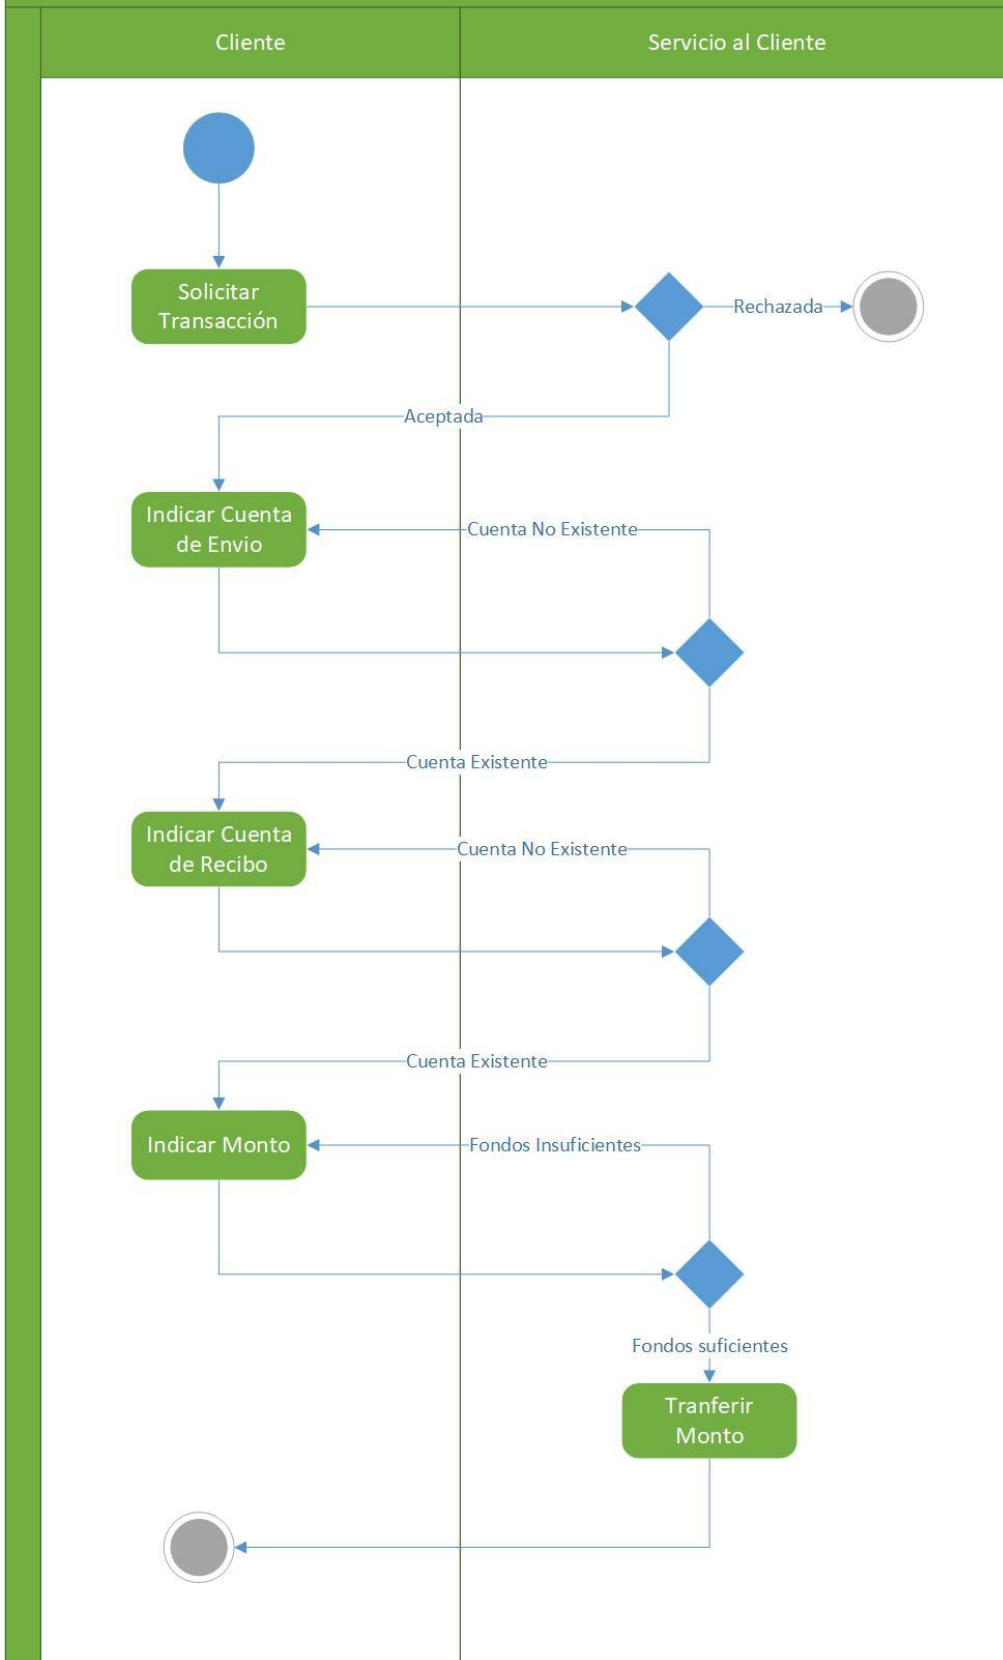 Cliente
Servicio al Cliente
Solicitar
Transacción
Rechazada
Aceptada
Indicar Cuenta
de Envio
Cuenta No Existente
Cuenta Existente
Indicar Cuenta
de Recibo
Cuenta No Existente
Cuenta Existente
Indicar Monto
Fondos Insuficientes
Fondos suficientes
Tranferir
Monto